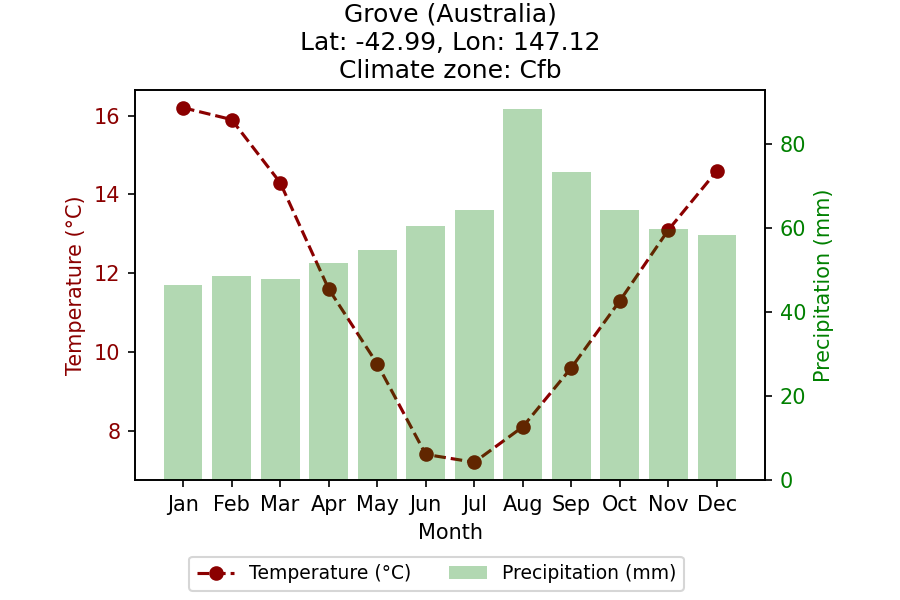 Grove (Australia)
Lat: -42.99, Lon: 147.12
Climate zone: Cfb
Temperature (°C)
16
14
12
10
8
Precipitation (mm)
80
60
40
20
0
Jan Feb Mar Apr May Jun Jul Aug Sep Oct Nov Dec
Month
Temperature (°C) Precipitation (mm)